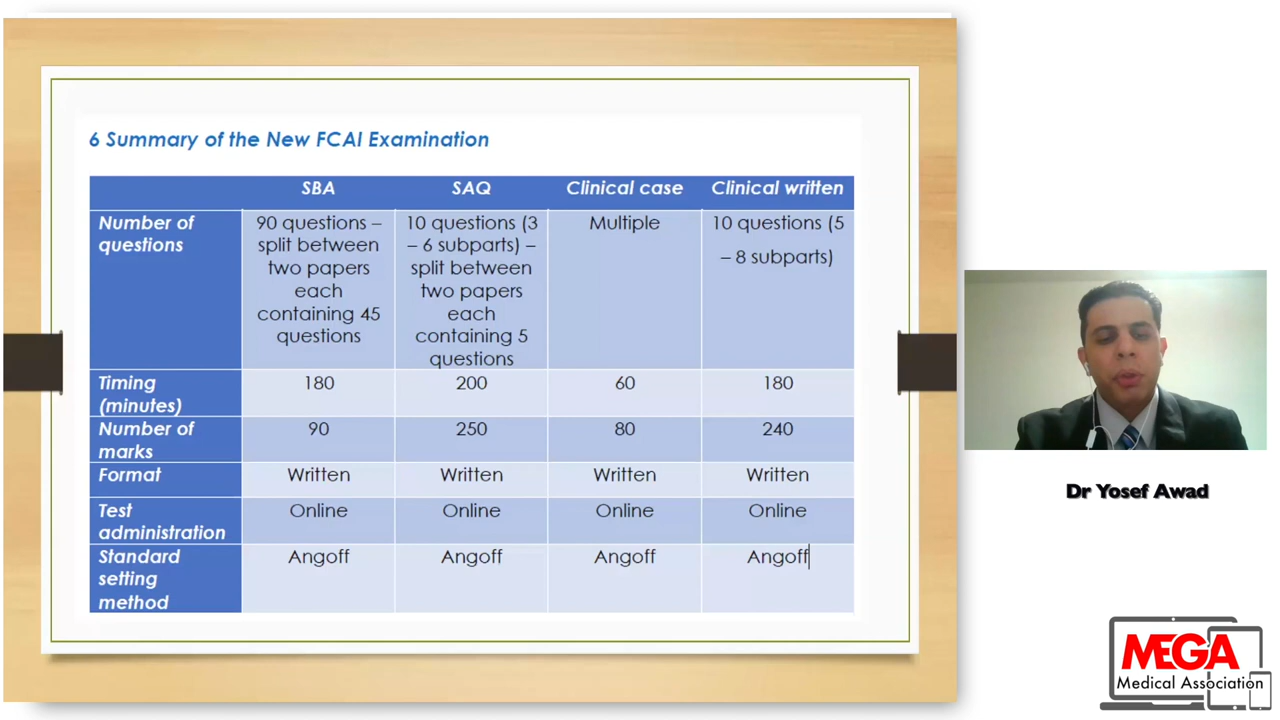 6 Summary of the New FCAI Examination
SBA SAQ Clinical case Clinical written
Number of questions
90 questions –
split between
two papers
each
containing 45
questions
10 questions (3
– 6 subparts) –
split between
two papers
each
containing 5
questions
Multiple
10 questions (5
– 8 subparts)
Timing
(minutes)
180 200 60 180
Number of
marks
90 250 80 240
Format Written Written Written Written
Test
administration
Online Online Online Online
Standard
setting
method
Angoff Angoff Angoff Angoff
Dr Yosef Awad
MEGA
Medical Association